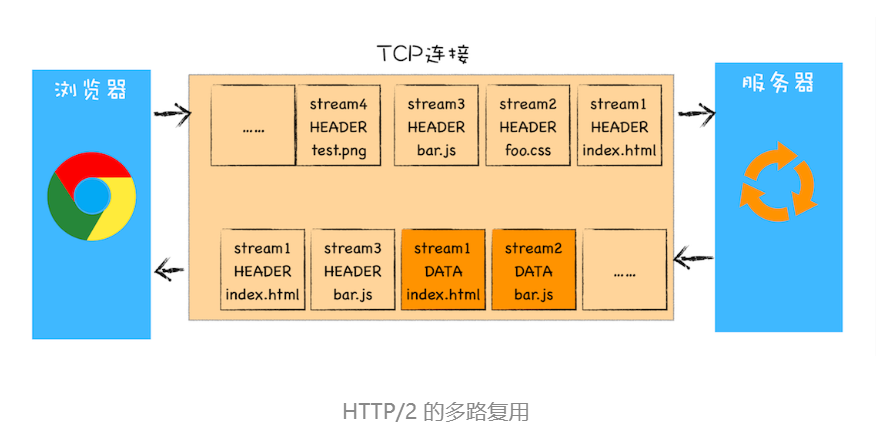 TCP连接
浏览器
服务器
……
stream4
HEADER
test.png
stream3
HEADER
bar.js
stream2
HEADER
foo.css
stream1
HEADER
index.html
stream1
HEADER
index.html
stream3
HEADER
bar.js
stream1
DATA
index.html
stream2
DATA
bar.js
……
HTTP/2 的多路复用